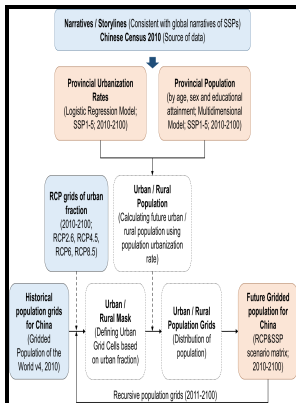 Narratives / Storylines (Consistent with global narratives of SSPs)
Chinese Census 2010 (Source of data)
Provincial Urbanization
Rates
(Logistic Regression Model;
SSP1-5; 2010-2100)
Provincial Population
(by age, sex and educational
attainment; Multidimensional
Model; SSP1-5; 2010-2100)
RCP grids of urban
fraction
(2010-2100;
RCP2.6, RCP4.5,
RCP6, RCP8.5)
Urban / Rural
Population
(Calculating future urban /
rural population using
population urbanization
rate)
Historical
population grids
for China
(Gridded
Population of the
World v4, 2010)
Urban /
Rural Mask
(Defining Urban
Grid Cells based
on urban fraction)
Urban / Rural
Population Grids
(Distribution of
population)
Future Gridded
population for
China
(RCP&SSP
scenario matrix;
2010-2100)
Recursive population grids (2011-2100)